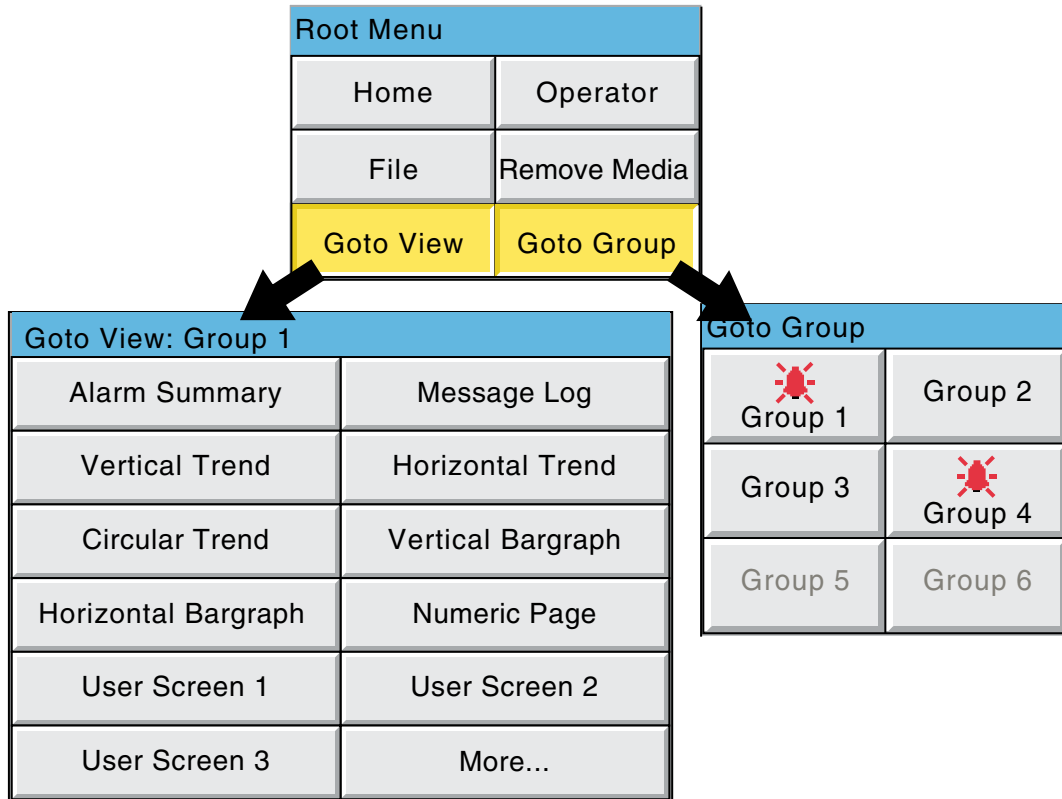 Root Menu
Home
Operator
File
Remove Media
Goto View
Goto Group
Goto View: Group 1
Alarm Summary
Message Log
Vertical Trend
Horizontal Trend
Circular Trend
Vertical Bargraph
Horizontal Bargraph
Numeric Page
User Screen 1
User Screen 2
User Screen 3
More...
Goto Group
Group 1
Group 2
Group 3
Group 4
Group 5
Group 6